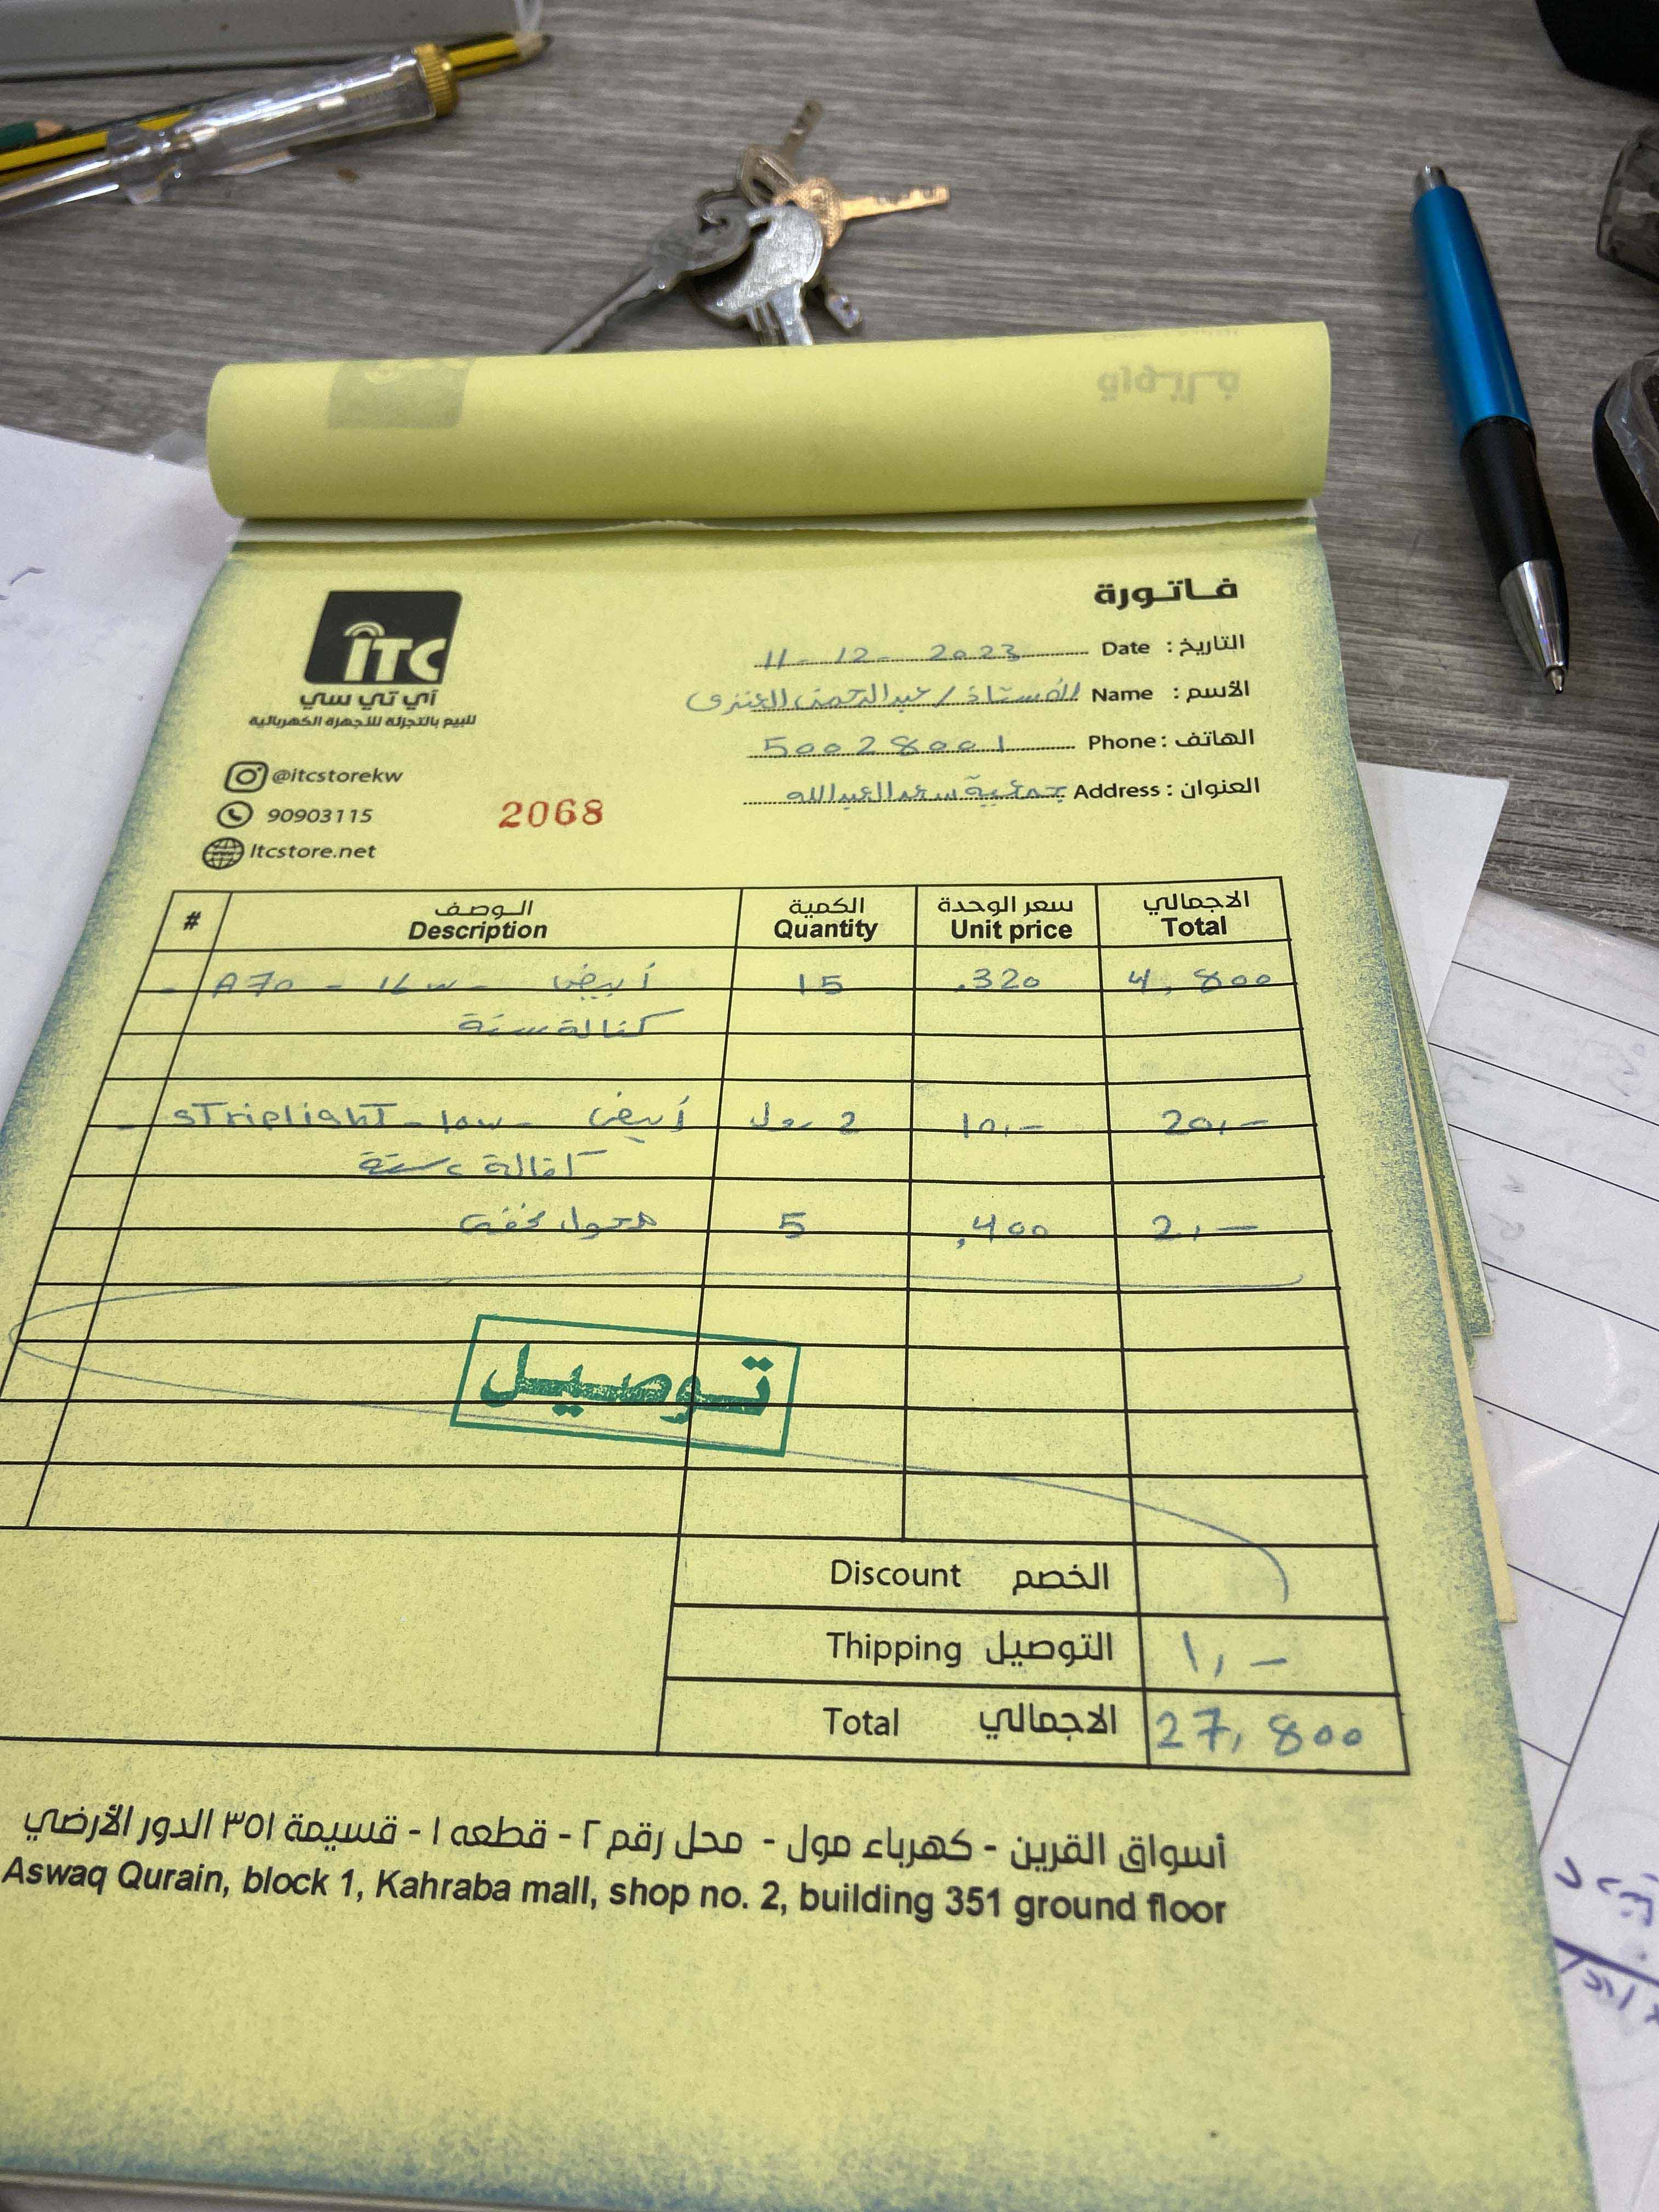 فاتورة
iTC
آي تي سي
للبيع بالتجزئة للأجهزة الكهربائية
التاريخ : Date 11-12-2023
الأسم : Name الأستاذ / عبدالرحمن العنزي
الهاتف : Phone 50028001
العنوان : Address جمعية سعد العبدالله
@itcstorekw
90903115
Itcstore.net
2068
# الوصف الكمية سعر الوحدة الاجمالي
Description Quantity Unit price Total
- A70 - 16w - أبيض 15 .320 4,800
كفالة سنة
- sTriplighT - 10w - أبيض 2 رول 10,- 20,-
كفالة سنة
محول مخفي 5 ,400 2,-
توصيل
Discount الخصم
Thipping التوصيل 1,-
Total الاجمالي 27,800
أسواق القرين - كهرباء مول - محل رقم ٢ - قطعه ١ - قسيمة ٣٥١ الدور الأرضي
Aswaq Qurain, block 1, Kahraba mall, shop no. 2, building 351 ground floor